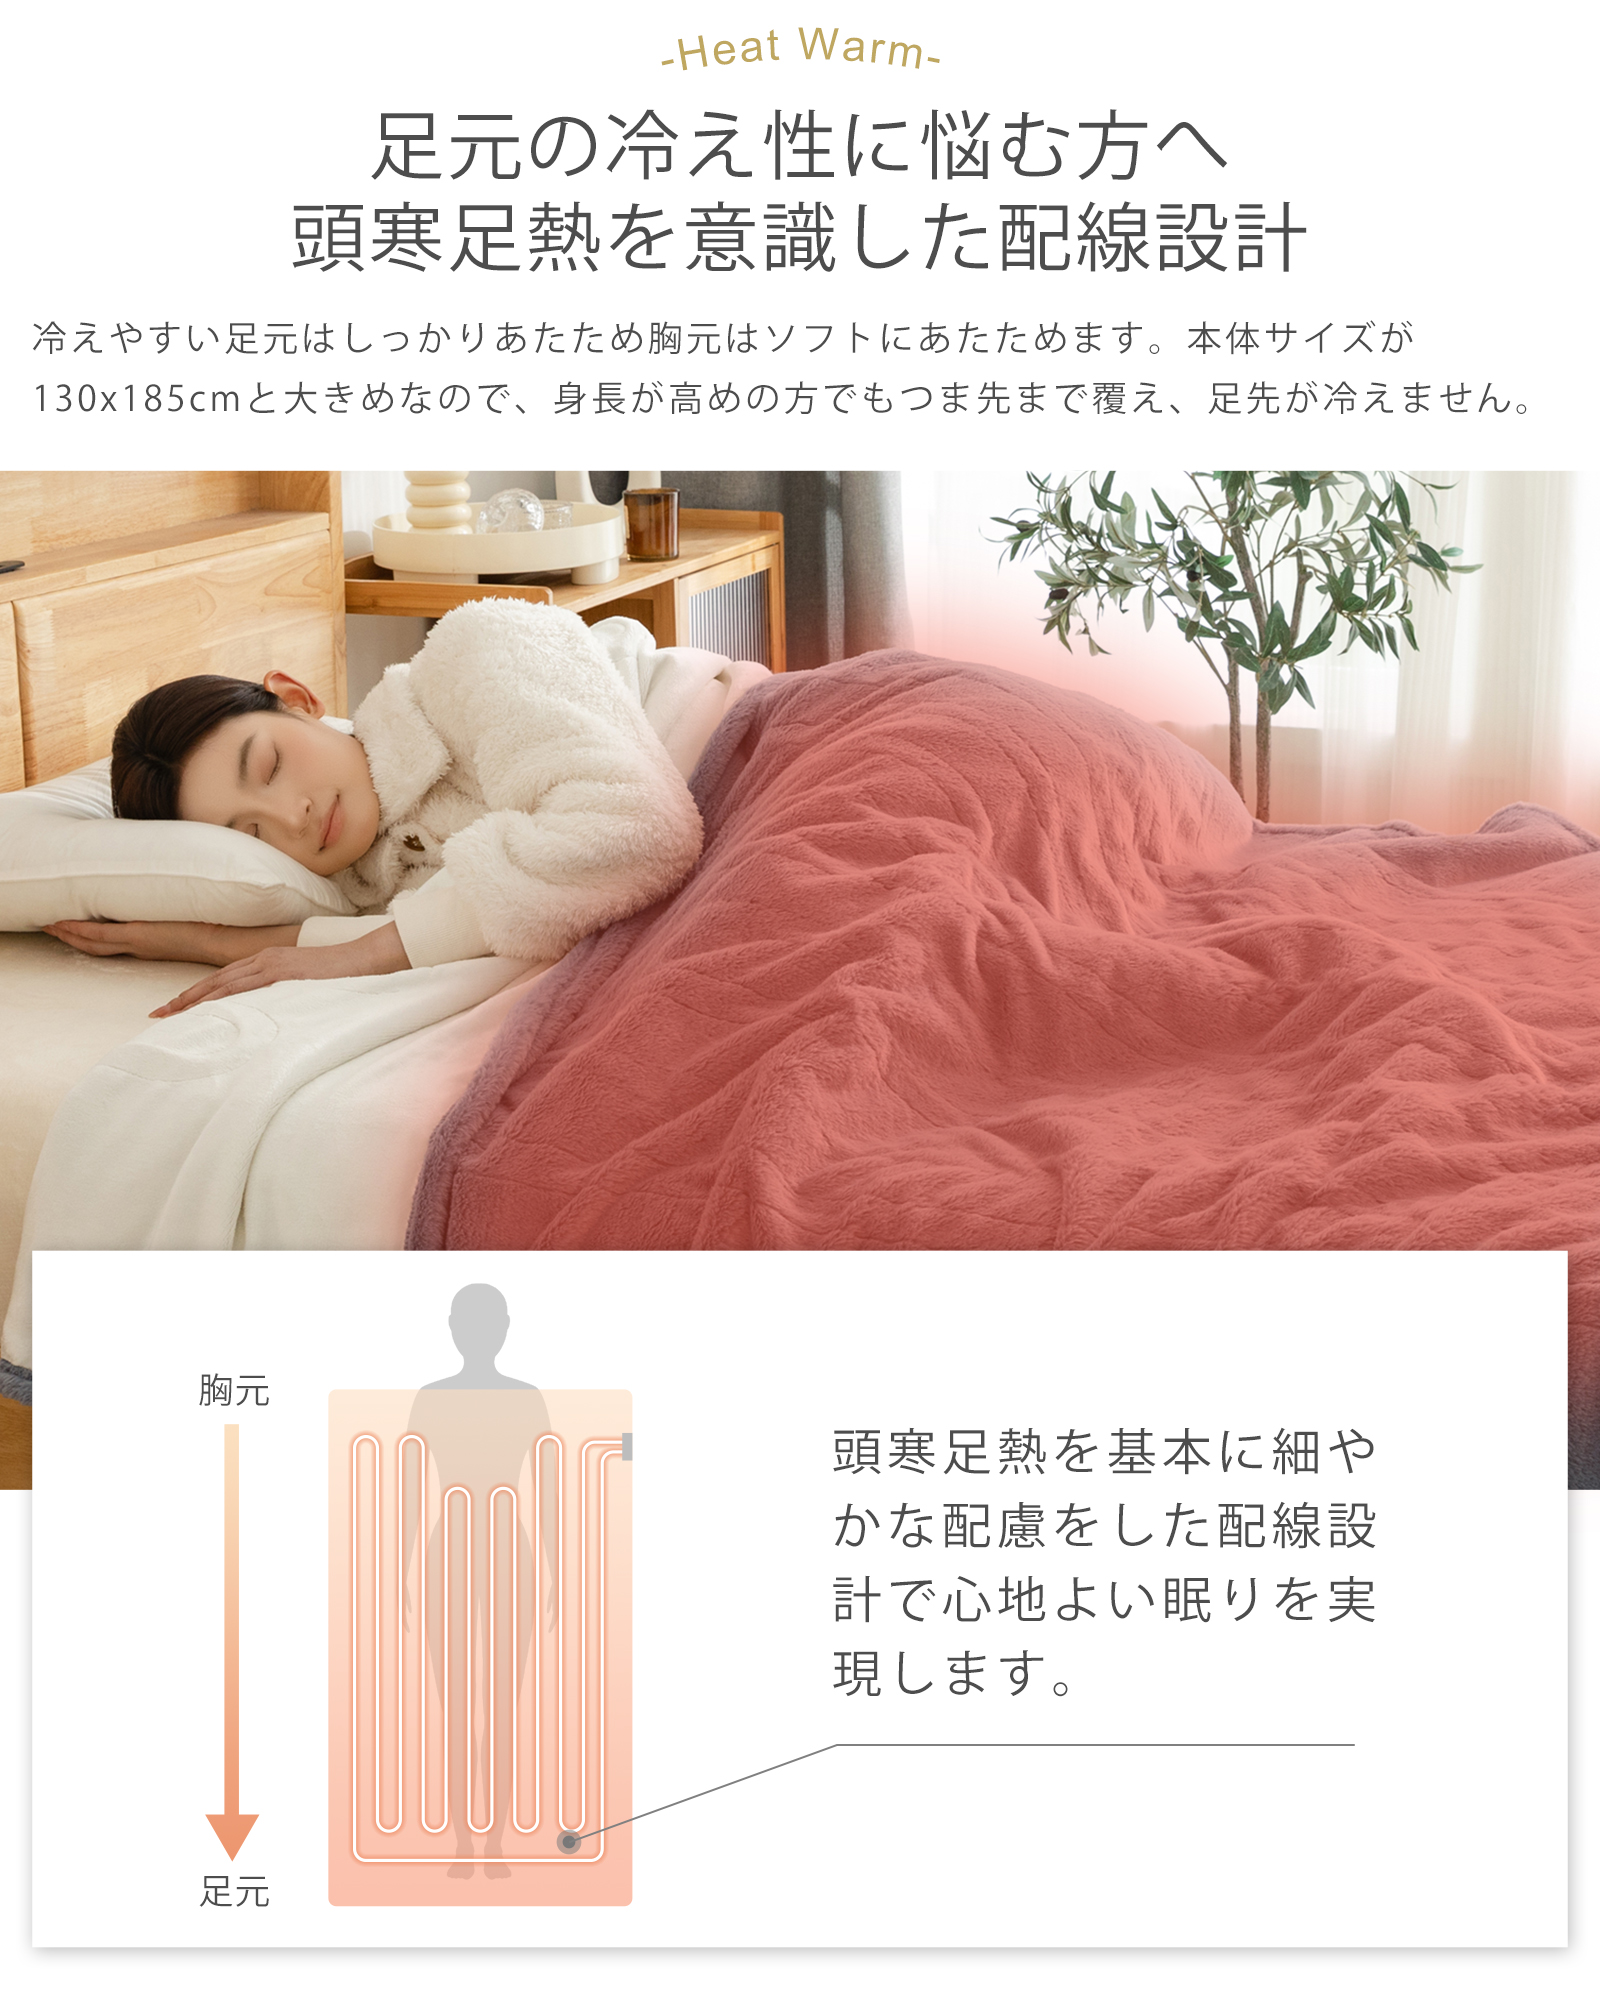 -Heat Warm-
足元の冷え性に悩む方へ
頭寒足熱を意識した配線設計
冷えやすい足元はしっかりあたため胸元はソフトにあたためます。本体サイズが
130x185cmと大きめなので、身長が高めの方でもつま先まで覆え、足先が冷えません。
胸元
足元
頭寒足熱を基本に細や
かな配慮をした配線設
計で心地よい眠りを実
現します。